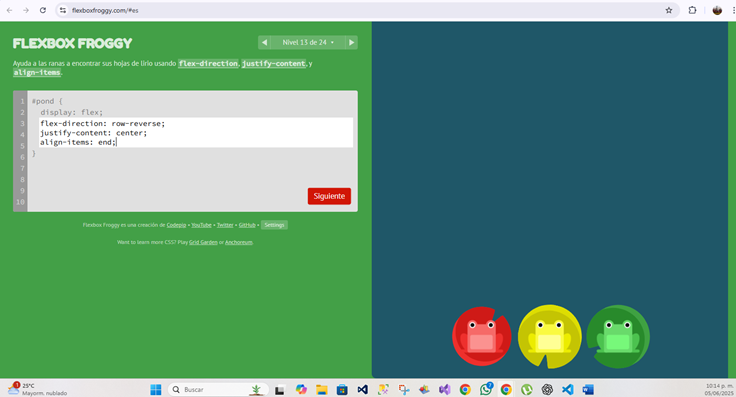 flexboxfroggy.com/#es
FLEXBOX FROGGY
Nivel 13 de 24
Ayuda a las ranas a encontrar sus hojas de lirio usando flex-direction, justify-content, y
align-items.
1 #pond {
2 display: flex;
3 flex-direction: row-reverse;
4 justify-content: center;
5 align-items: end;
6 }
7
8
9
10
Siguiente
Flexbox Froggy es una creación de Codepip • YouTube • Twitter • GitHub • Settings
Want to learn more CSS? Play Grid Garden or Anchoreum.
1
25°C
Mayorm. nublado
Buscar
10:14 p. m.
05/06/2025